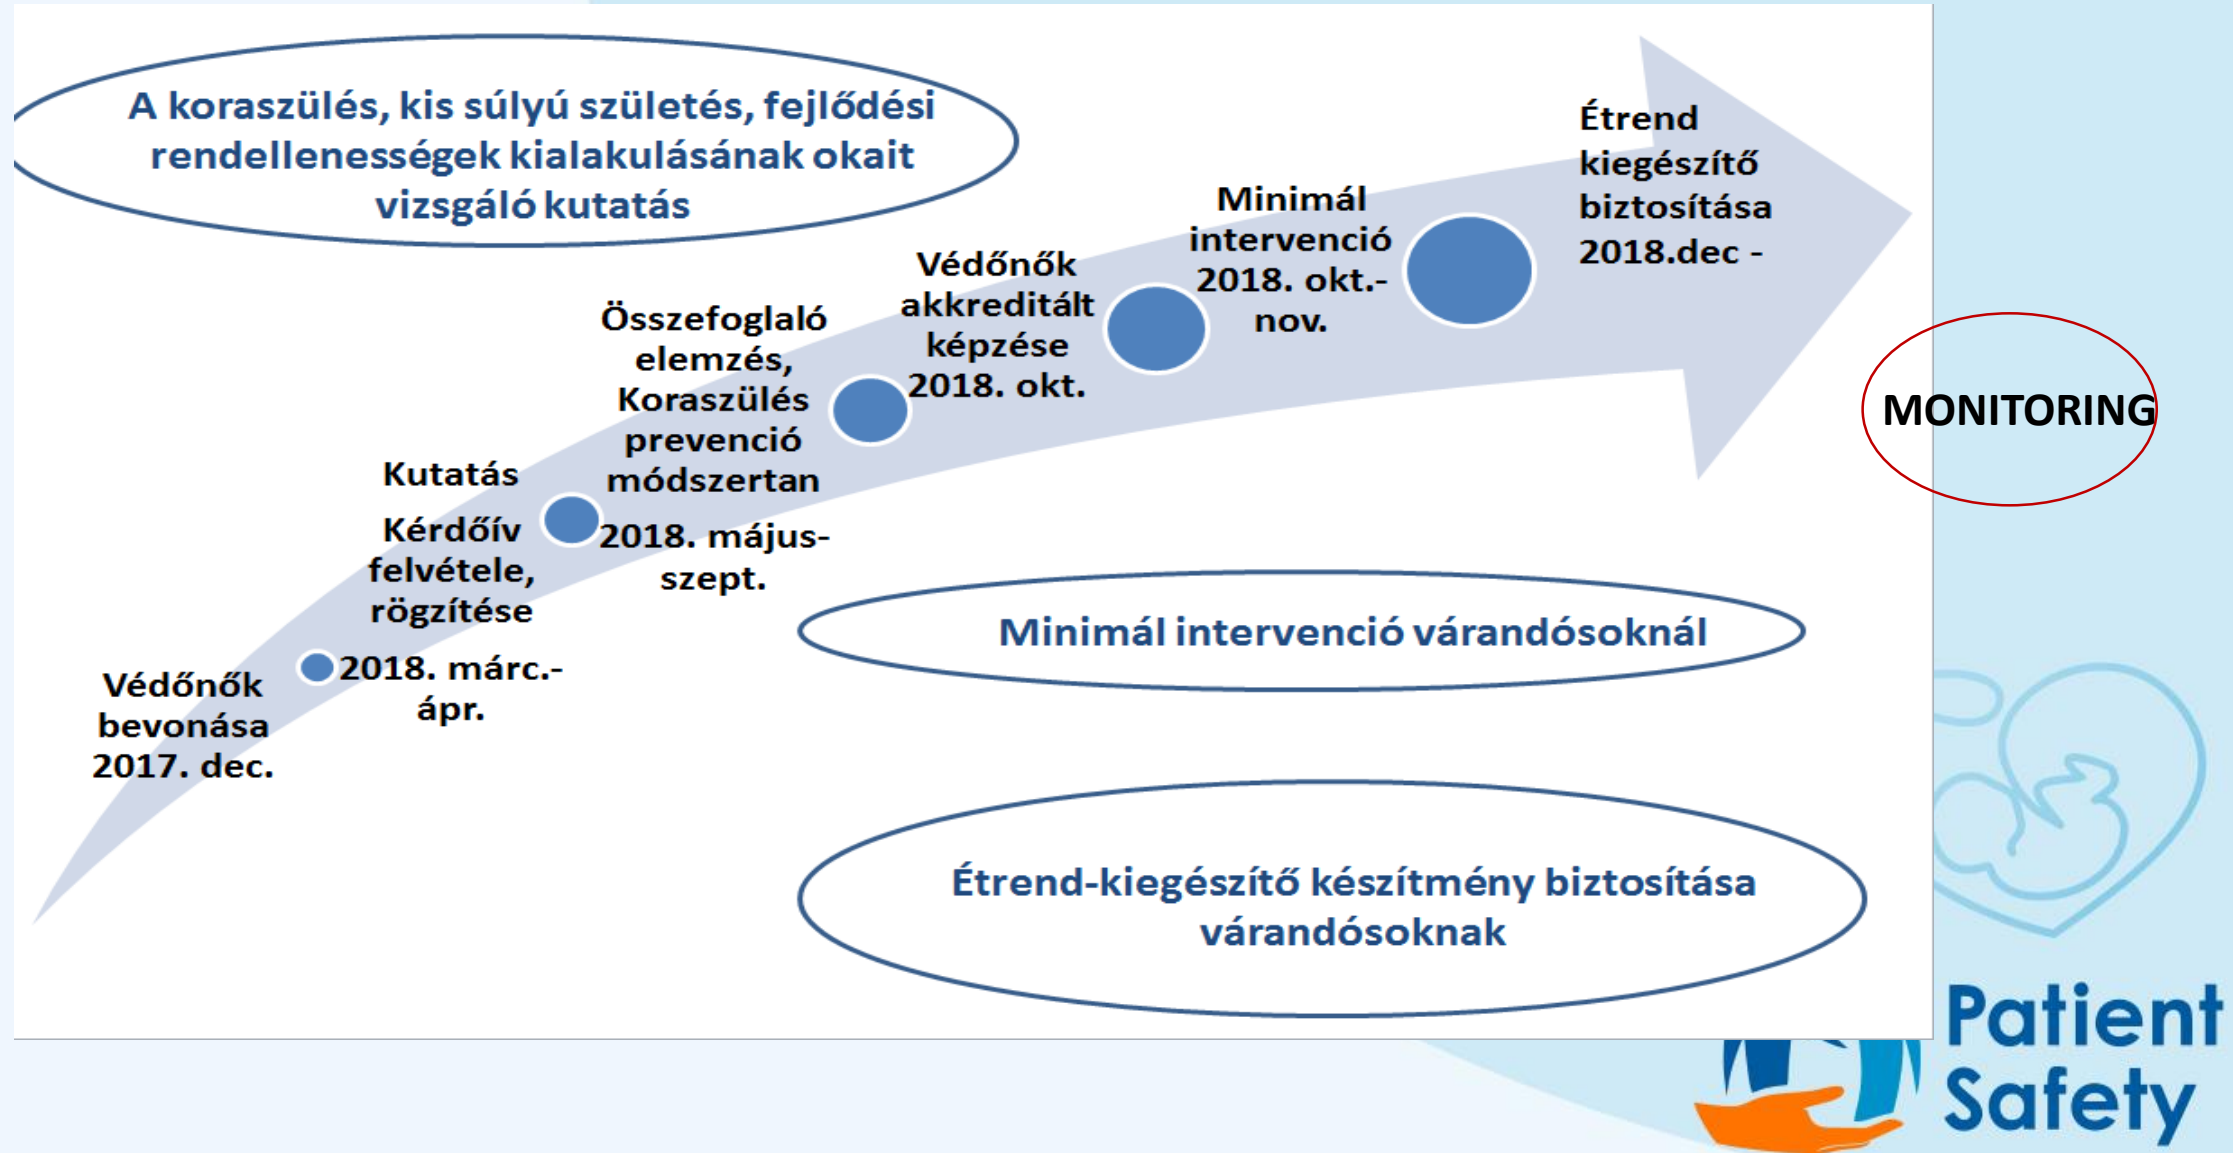 A koraszülés, kis súlyú születés, fejlődési
rendellenességek kialakulásának okait
vizsgáló kutatás
Védőnők
bevonása
2017. dec.
Kutatás
Kérdőív
felvétele,
rögzítése
2018. márc.-
ápr.
Összefoglaló
elemzés,
Koraszülés
prevenció
módszertan
2018. május-
szept.
Védőnők
akkreditált
képzése
2018. okt.
Minimál
intervenció
2018. okt.-
nov.
Étrend
kiegészítő
biztosítása
2018.dec -
MONITORING
Minimál intervenció várandósoknál
Étrend-kiegészítő készítmény biztosítása
várandósoknak
Patient
Safety